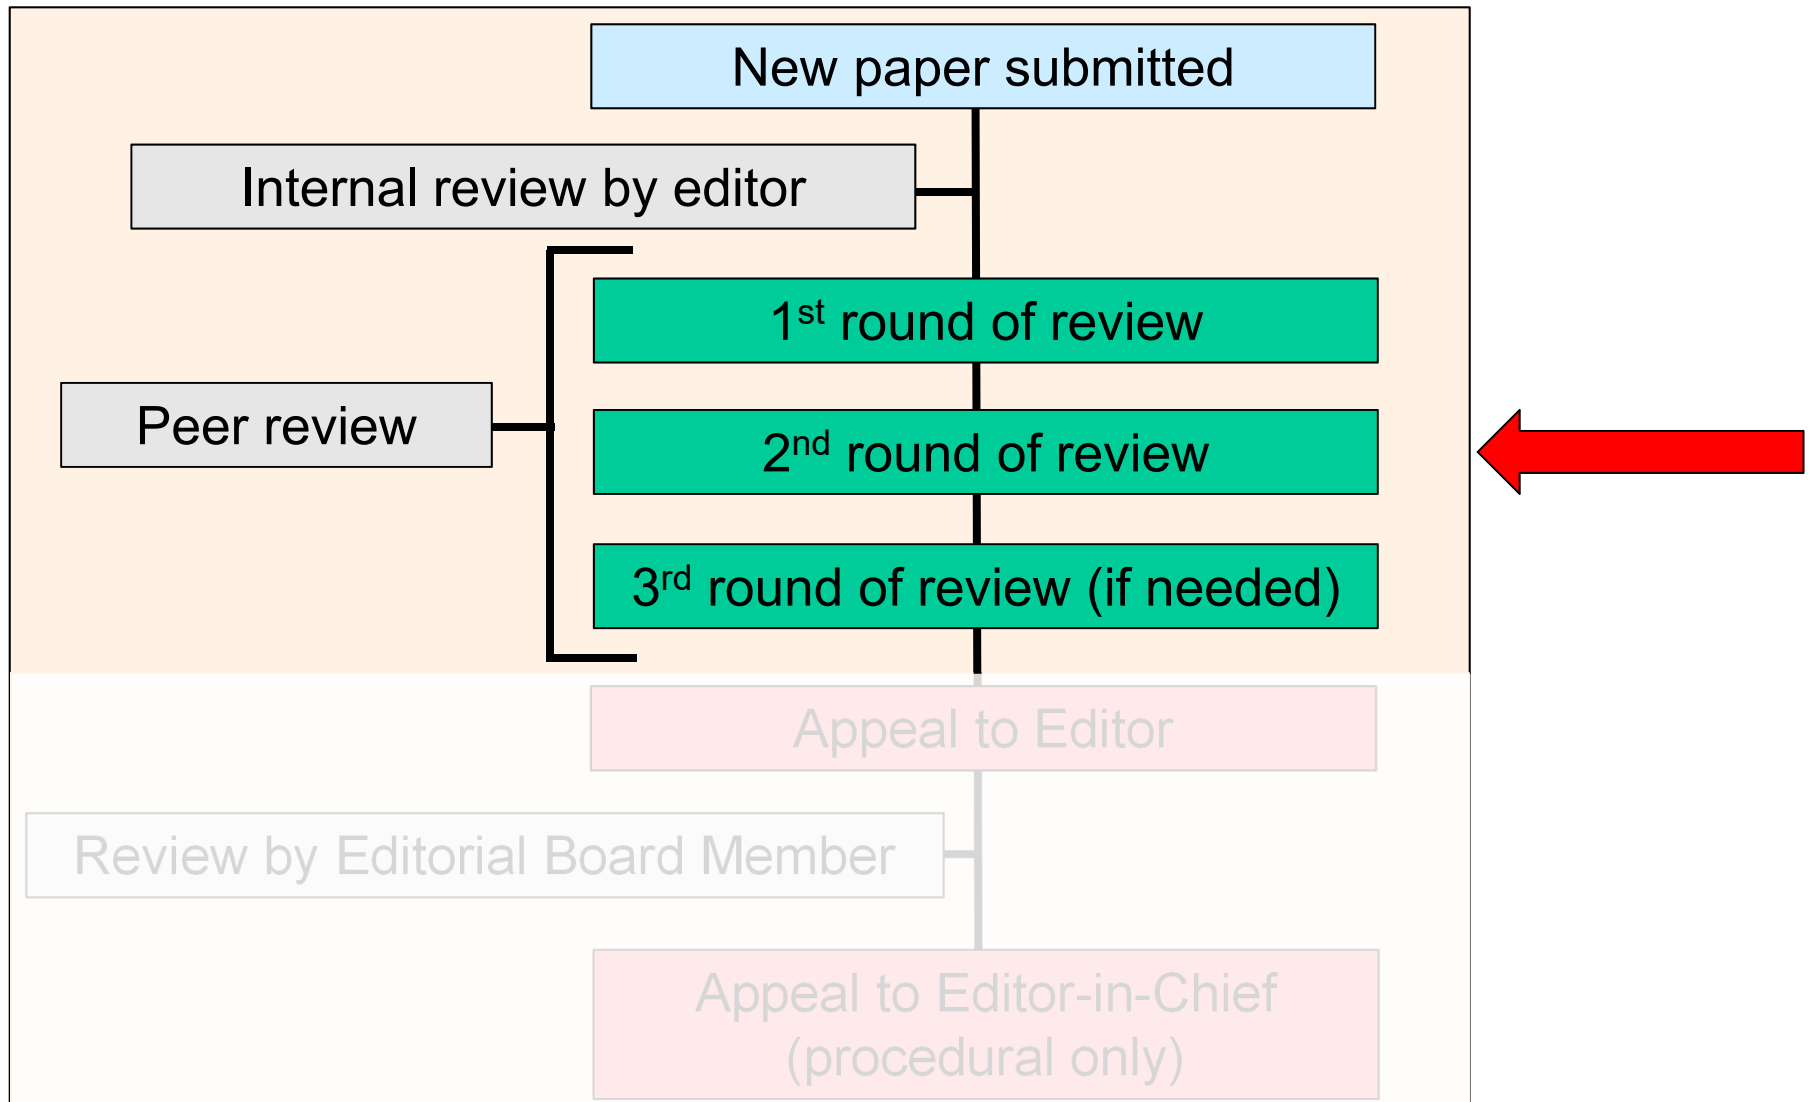 New paper submitted
Internal review by editor
1st round of review
Peer review
2nd round of review
3rd round of review (if needed)
Appeal to Editor
Review by Editorial Board Member
Appeal to Editor-in-Chief
(procedural only)